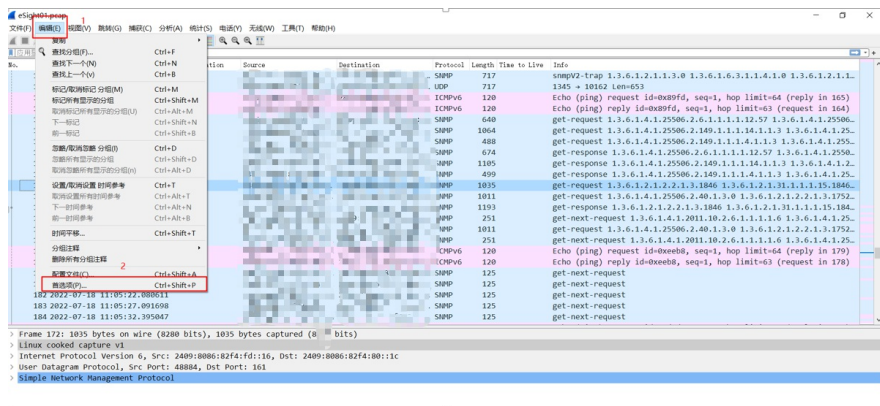 eSight01.pcap
文件(F) 编辑(E) 视图(V) 跳转(G) 捕获(C) 分析(A) 统计(S) 电话(Y) 无线(W) 工具(T) 帮助(H)
1
复制
查找分组(F)... Ctrl+F
查找下一个(N) Ctrl+N
查找上一个(V) Ctrl+B
标记/取消标记 分组(M) Ctrl+M
标记所有显示的分组 Ctrl+Shift+M
取消标记所有显示的分组(U) Ctrl+Alt+M
下一标记 Ctrl+Shift+N
前一标记 Ctrl+Shift+B
忽略/取消忽略 分组(I) Ctrl+D
忽略所有显示的分组 Ctrl+Shift+D
取消忽略所有显示的分组(n) Ctrl+Alt+D
设置/取消设置 时间参考 Ctrl+T
取消设置所有时间参考 Ctrl+Alt+T
下一时间参考 Ctrl+Alt+N
前一时间参考 Ctrl+Alt+B
时间平移... Ctrl+Shift+T
分组注释
删除所有分组注释
2
配置文件(C)... Ctrl+Shift+A
首选项(P)... Ctrl+Shift+P
No. Source Destination Protocol Length Time to Live Info
SNMP 717 snmpV2-trap 1.3.6.1.2.1.1.3.0 1.3.6.1.6.3.1.1.4.1.0 1.3.6.1.2.1.1…
UDP 717 1345 → 10162 Len=653
ICMPv6 120 Echo (ping) request id=0x89fd, seq=1, hop limit=64 (reply in 165)
ICMPv6 120 Echo (ping) reply id=0x89fd, seq=1, hop limit=63 (request in 164)
SNMP 640 get-request 1.3.6.1.4.1.25506.2.6.1.1.1.1.12.57 1.3.6.1.4.1.25506…
SNMP 1064 get-request 1.3.6.1.4.1.25506.2.149.1.1.1.14.1.1.3 1.3.6.1.4.1.25…
SNMP 488 get-request 1.3.6.1.4.1.25506.2.149.1.1.1.4.1.1.3 1.3.6.1.4.1.255…
SNMP 674 get-response 1.3.6.1.4.1.25506.2.6.1.1.1.1.12.57 1.3.6.1.4.1.2550…
SNMP 1105 get-response 1.3.6.1.4.1.25506.2.149.1.1.1.14.1.1.3 1.3.6.1.4.1.2…
SNMP 499 get-response 1.3.6.1.4.1.25506.2.149.1.1.1.4.1.1.3 1.3.6.1.4.1.25…
SNMP 1035 get-request 1.3.6.1.2.1.2.2.1.3.1846 1.3.6.1.2.1.31.1.1.1.15.1846…
SNMP 1011 get-request 1.3.6.1.4.1.25506.2.40.1.3.0 1.3.6.1.2.1.2.2.1.3.1752…
SNMP 1193 get-response 1.3.6.1.2.1.2.2.1.3.1846 1.3.6.1.2.1.31.1.1.1.15.184…
SNMP 251 get-next-request 1.3.6.1.4.1.2011.10.2.6.1.1.1.1.6 1.3.6.1.4.1.25…
SNMP 1011 get-request 1.3.6.1.4.1.25506.2.40.1.3.0 1.3.6.1.2.1.2.2.1.3.1752…
SNMP 251 get-next-request 1.3.6.1.4.1.2011.10.2.6.1.1.1.1.6 1.3.6.1.4.1.25…
ICMPv6 120 Echo (ping) request id=0xeeb8, seq=1, hop limit=64 (reply in 179)
ICMPv6 120 Echo (ping) reply id=0xeeb8, seq=1, hop limit=63 (request in 178)
SNMP 125 get-next-request
SNMP 125 get-next-request
182 2022-07-18 11:05:22.080611 SNMP 125 get-next-request
183 2022-07-18 11:05:27.091698 SNMP 125 get-next-request
184 2022-07-18 11:05:32.395047 SNMP 125 get-next-request
Frame 172: 1035 bytes on wire (8280 bits), 1035 bytes captured (8 bits)
Linux cooked capture v1
Internet Protocol Version 6, Src: 2409:8086:82f4:fd::16, Dst: 2409:8086:82f4:80::1c
User Datagram Protocol, Src Port: 48884, Dst Port: 161
Simple Network Management Protocol